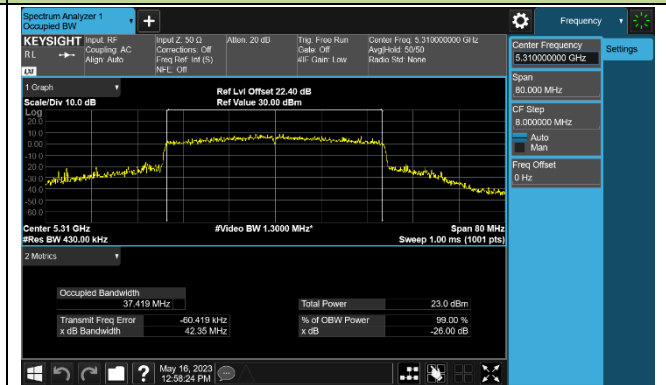 Spectrum Analyzer 1
Occupied BW
+
Frequency
KEYSIGHT
RL
LXI
Input: RF
Coupling: AC
Align: Auto
Input Z: 50 Ω
Corrections: Off
Freq Ref: Int (S)
NFE: Off
Atten: 20 dB
Trig: Free Run
Gate: Off
#IF Gain: Low
Center Freq: 5.310000000 GHz
Avg|Hold: 50/50
Radio Std: None
Center Frequency
5.310000000 GHz
Settings
Span
80.000 MHz
CF Step
8.000000 MHz
Auto
Man
Freq Offset
0 Hz
1 Graph
Scale/Div 10.0 dB
Ref Lvl Offset 22.40 dB
Ref Value 30.00 dBm
Log
20.0
10.0
0.00
-10.0
-20.0
-30.0
-40.0
-50.0
-60.0
Center 5.31 GHz
#Res BW 430.00 kHz
#Video BW 1.3000 MHz*
Span 80 MHz
Sweep 1.00 ms (1001 pts)
2 Metrics
Occupied Bandwidth
37.419 MHz
Total Power
23.0 dBm
Transmit Freq Error
-60.419 kHz
% of OBW Power
99.00 %
x dB Bandwidth
42.35 MHz
x dB
-26.00 dB
?
May 16, 2023
12:58:24 PM